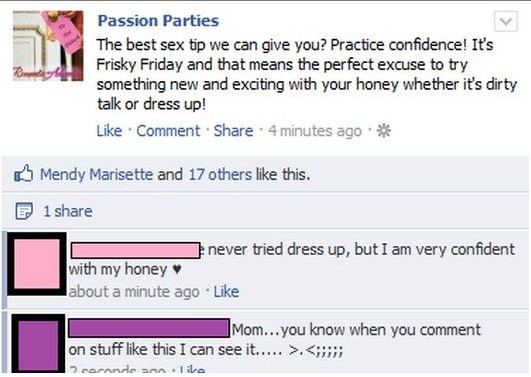 Passion Parties
The best sex tip we can give you? Practice confidence! It's
Frisky Friday and that means the perfect excuse to try
something new and exciting with your honey whether it's dirty
talk or dress up!
Like · Comment · Share · 4 minutes ago ·
Mendy Marisette and 17 others like this.
1 share
e never tried dress up, but I am very confident
with my honey ♥
about a minute ago · Like
Mom...you know when you comment
on stuff like this I can see it..... >.<;;;;;
2 seconds ago · Like